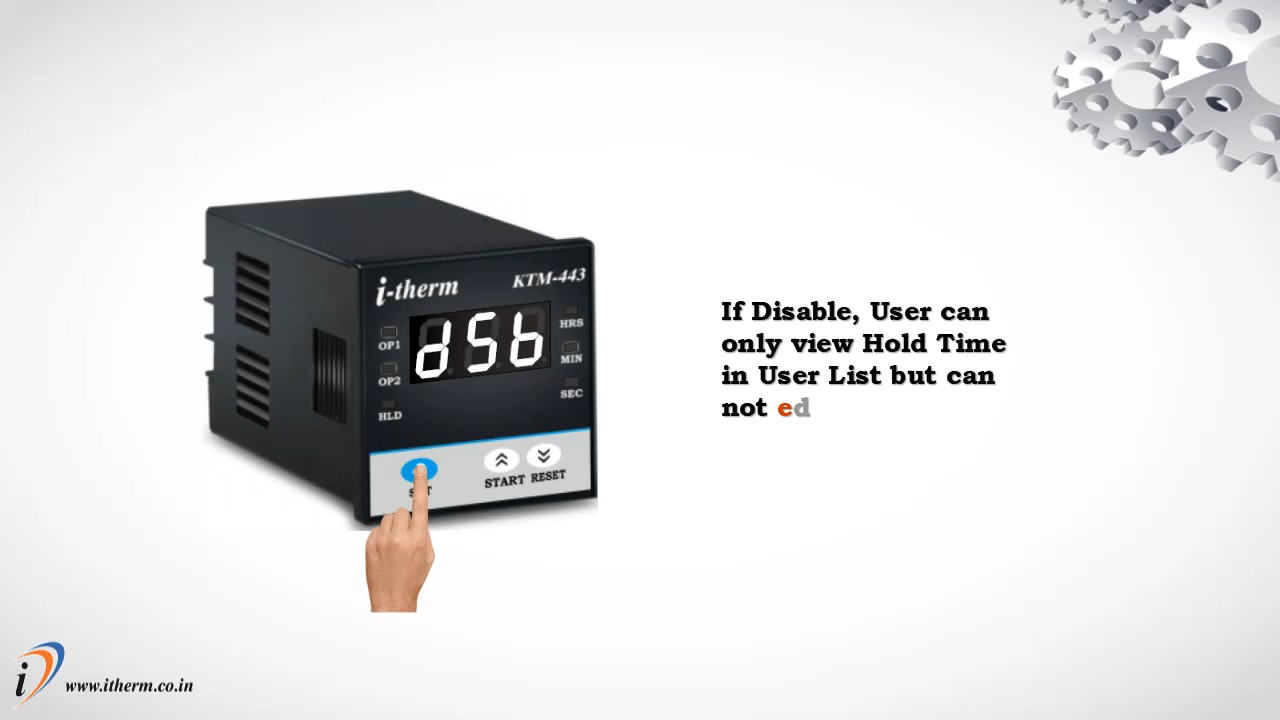 i-therm
KTM-443
dSb
OP1
OP2
HLD
HRS
MIN
SEC
START RESET
If Disable, User can
only view Hold Time
in User List but can
not ed
i
www.itherm.co.in